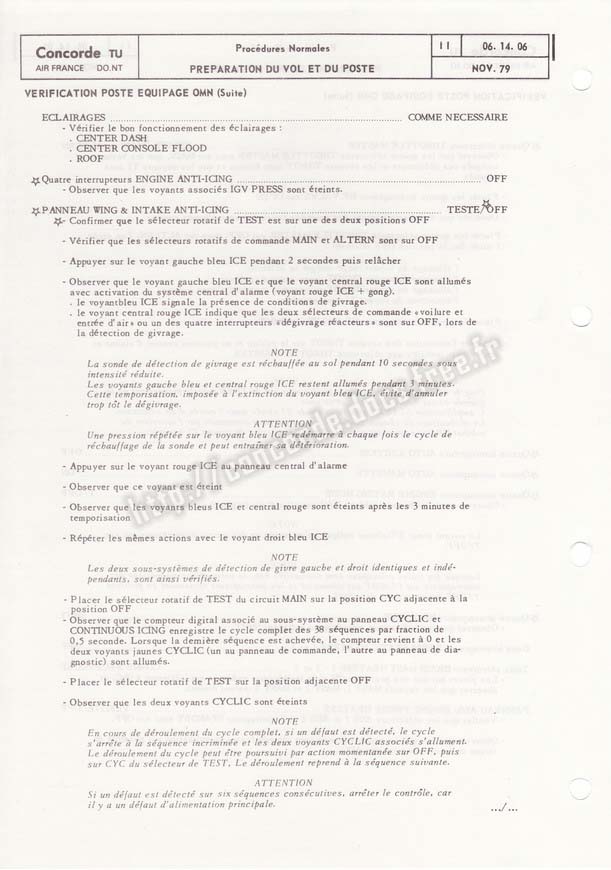 Concorde TU
AIR FRANCE DO.NT
Procédures Normales
PREPARATION DU VOL ET DU POSTE
11
06. 14. 06
NOV. 79
VERIFICATION POSTE EQUIPAGE OMN (Suite)
ECLAIRAGES ........ COMME NECESSAIRE
- Vérifier le bon fonctionnement des éclairages :
. CENTER DASH
. CENTER CONSOLE FLOOD
. ROOF
☆Quatre interrupteurs ENGINE ANTI-ICING ........ OFF
- Observer que les voyants associés IGV PRESS sont éteints.
☆PANNEAU WING & INTAKE ANTI-ICING ........ TESTE/☆OFF
☆- Confirmer que le sélecteur rotatif de TEST est sur une des deux positions OFF
- Vérifier que les sélecteurs rotatifs de commande MAIN et ALTERN sont sur OFF
- Appuyer sur le voyant gauche bleu ICE pendant 2 secondes puis relâcher
- Observer que le voyant gauche bleu ICE et que le voyant central rouge ICE sont allumés
avec activation du système central d'alarme (voyant rouge ICE + gong).
. le voyantbleu ICE signale la présence de conditions de givrage.
. le voyant central rouge ICE indique que les deux sélecteurs de commande «voilure et
entrée d'air» ou un des quatre interrupteurs «dégivrage réacteurs» sont sur OFF, lors de
la détection de givrage.
NOTE
La sonde de détection de givrage est réchauffée au sol pendant 10 secondes sous
intensité réduite.
Les voyants gauche bleu et central rouge ICE restent allumés pendant 3 minutes.
Cette temporisation, imposée à l'extinction du voyant bleu ICE, évite d'annuler
trop tôt le dégivrage.
ATTENTION
Une pression répétée sur le voyant bleu ICE redémarre à chaque fois le cycle de
réchauffage de la sonde et peut entraîner sa détérioration.
- Appuyer sur le voyant rouge ICE au panneau central d'alarme
- Observer que ce voyant est éteint
- Observer que les voyants bleus ICE et central rouge sont éteints après les 3 minutes de
temporisation
- Répéter les mêmes actions avec le voyant droit bleu ICE
NOTE
Les deux sous-systèmes de détection de givre gauche et droit identiques et indé-
pendants, sont ainsi vérifiés.
- Placer le sélecteur rotatif de TEST du circuit MAIN sur la position CYC adjacente à la
position OFF
- Observer que le compteur digital associé au sous-système au panneau CYCLIC et
CONTINUOUS ICING enregistre le cycle complet des 38 séquences par fraction de
0,5 seconde. Lorsque la demière séquence est achevée, le compteur revient à 0 et les
deux voyants jaunes CYCLIC (un au panneau de commande, l'autre au panneau de dia-
gnostic) sont allumés.
- Placer le sélecteur rotatif de TEST sur la position adjacente OFF
- Observer que les deux voyants CYCLIC sont éteints
NOTE
En cours de déroulement du cycle complet, si un défaut est détecté, le cycle
s'arrête à la séquence incriminée et les deux voyants CYCLIC associés s'allument.
Le déroulement du cycle peut être poursuivi par action momentanée sur OFF, puis
sur CYC du sélecteur de TEST. Le déroulement reprend à la séquence suivante.
ATTENTION
Si un défaut est détecté sur six séquences consécutives, arrêter le contrôle, car
il y a un défaut d'alimentation principale.
.../...
http://concorde.docs.free.fr